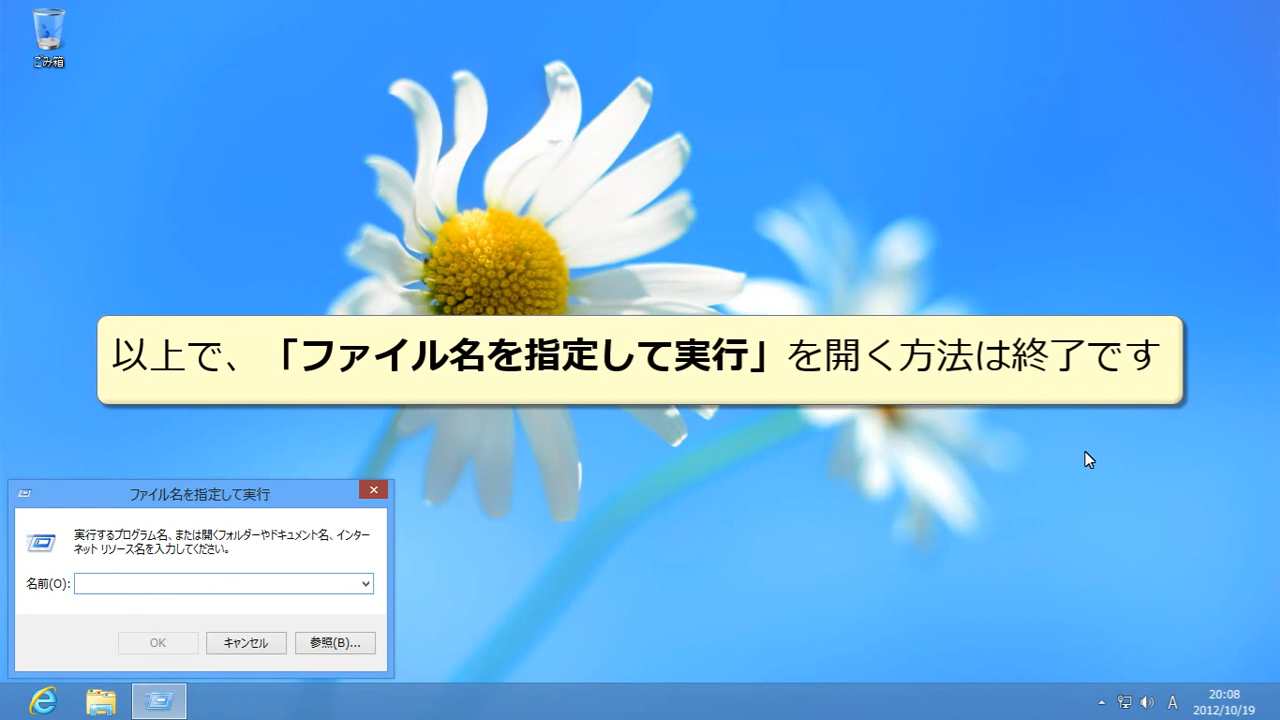 ごみ箱
以上で、「ファイル名を指定して実行」を開く方法は終了です
ファイル名を指定して実行
実行するプログラム名、または開くフォルダーやドキュメント名、インター
ネット リソース名を入力してください。
名前(O):
OK
キャンセル
参照(B)...
A
20:08
2012/10/19